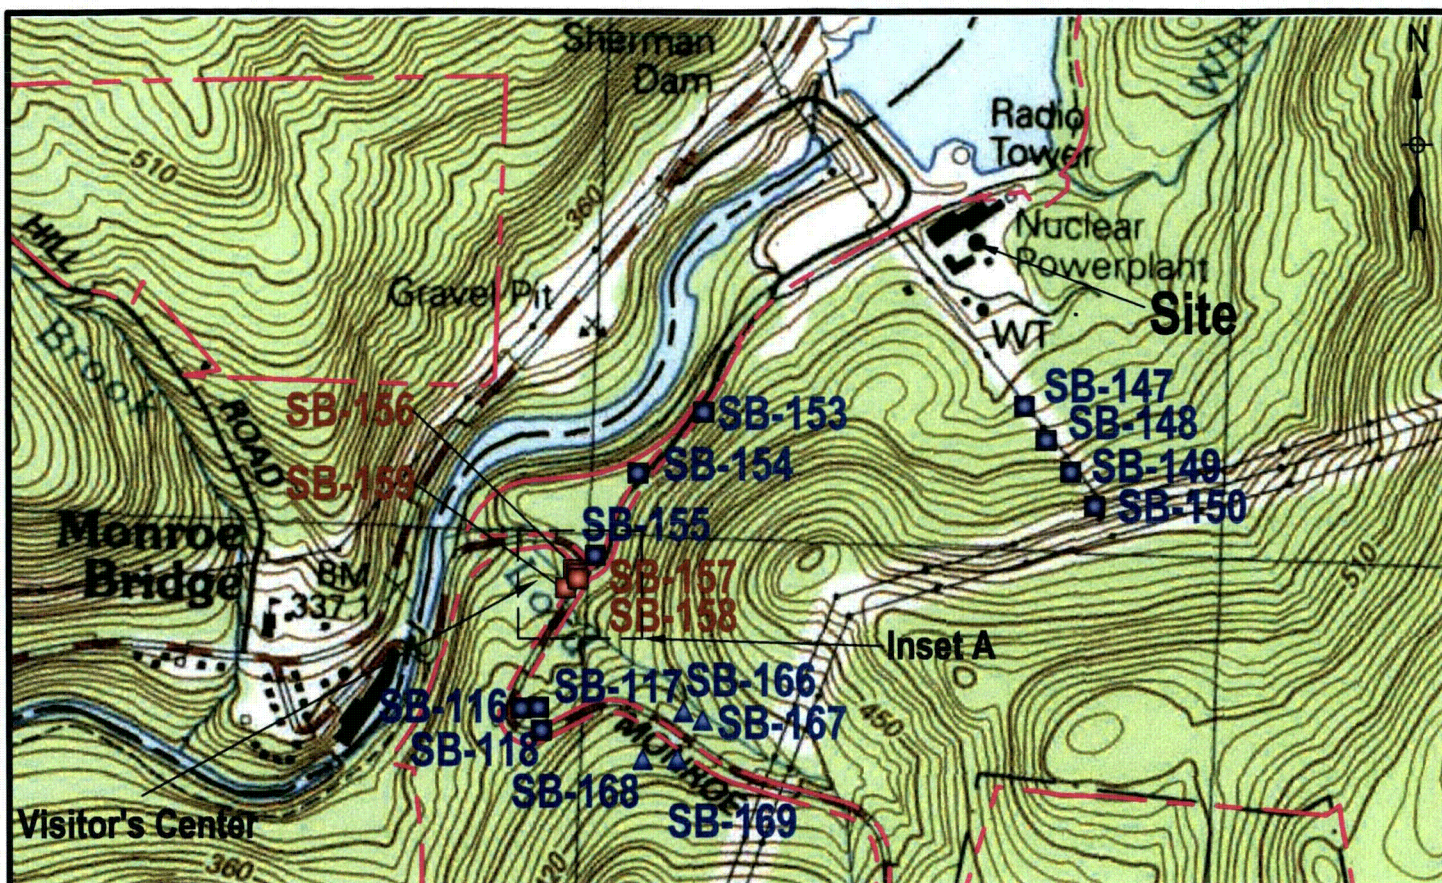 Sherman
Dam
Whe
N
Radio
Tower
510
360
Nuclear
Powerplant
HILL
Gravel Pit
Site
WT
Brook
SB-156
SB-147
SB-153
SB-148
ROAD
SB-154
SB-149
SB-159
SB-150
SB-155
Monroe
Bridge
BM
337.1
SB-157
SB-158
510
Inset A
SB-117
SB-166
SB-116
SB-167
450
SB-118
MONROE
SB-168
SB-169
Visitor's Center
360
420